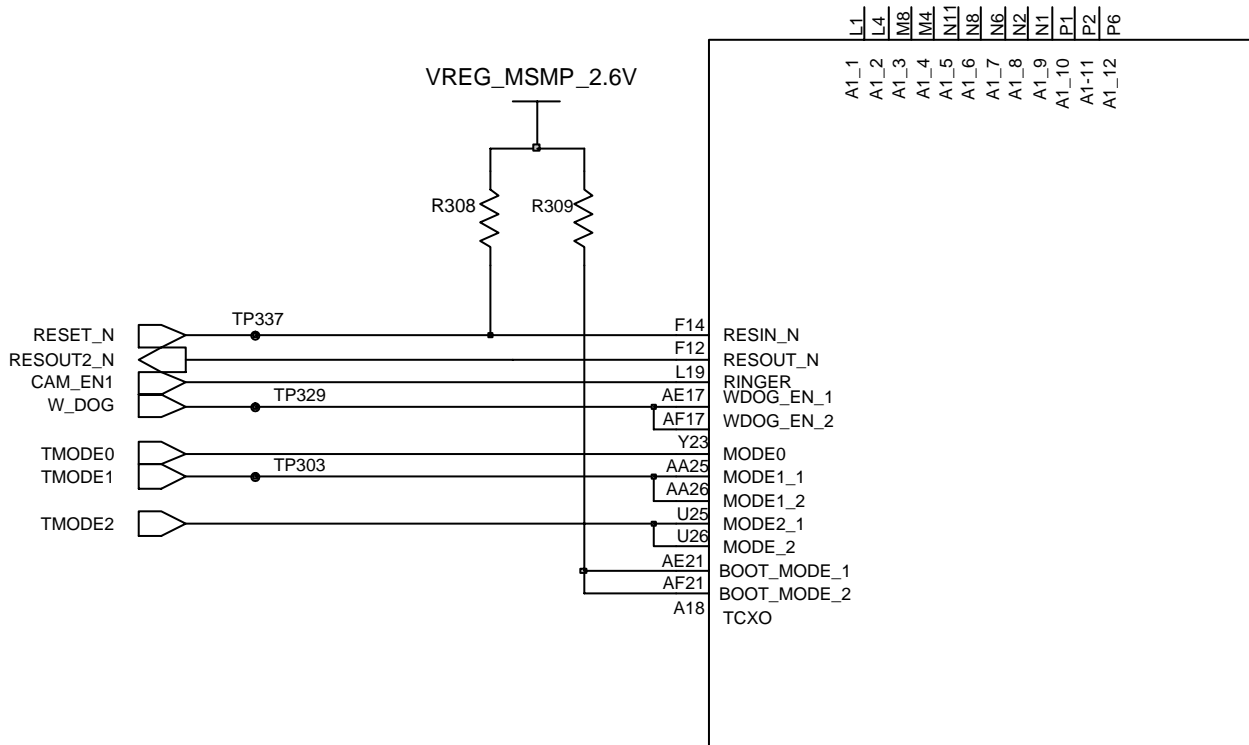 L1 L4 M8 M4 N11 N8 N6 N2 N1 P1 P2 P6
A1_1 A1_2 A1_3 A1_4 A1_5 A1_6 A1_7 A1_8 A1_9 A1_10 A1-11 A1_12
VREG_MSMP_2.6V
R308 R309
RESET_N TP337 F14 RESIN_N
RESOUT2_N F12 RESOUT_N
CAM_EN1 L19 RINGER
W_DOG TP329 AE17 WDOG_EN_1
AF17 WDOG_EN_2
TMODE0 Y23 MODE0
TMODE1 TP303 AA25 MODE1_1
AA26 MODE1_2
TMODE2 U25 MODE2_1
U26 MODE_2
AE21 BOOT_MODE_1
AF21 BOOT_MODE_2
A18 TCXO